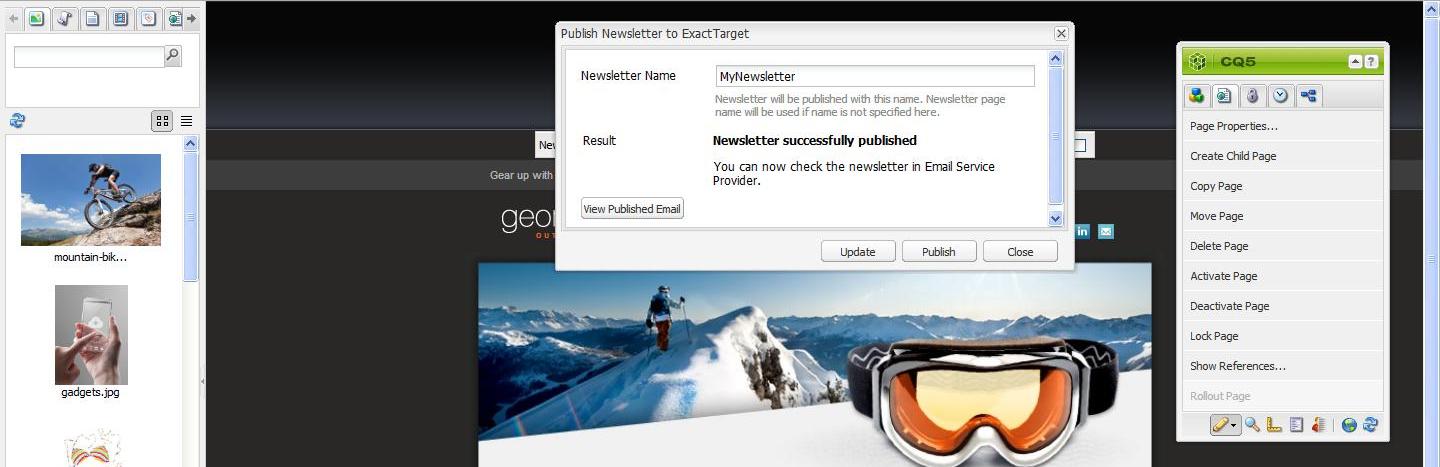 Publish Newsletter to ExactTarget
Newsletter Name
MyNewsletter
Newsletter will be published with this name. Newsletter page
name will be used if name is not specified here.
Result
Newsletter successfully published
You can now check the newsletter in Email Service
Provider.
View Published Email
Update
Publish
Close
mountain-bik...
gadgets.jpg
Gear up with
CQ5
?
Page Properties...
Create Child Page
Copy Page
Move Page
Delete Page
Activate Page
Deactivate Page
Lock Page
Show References...
Rollout Page
in